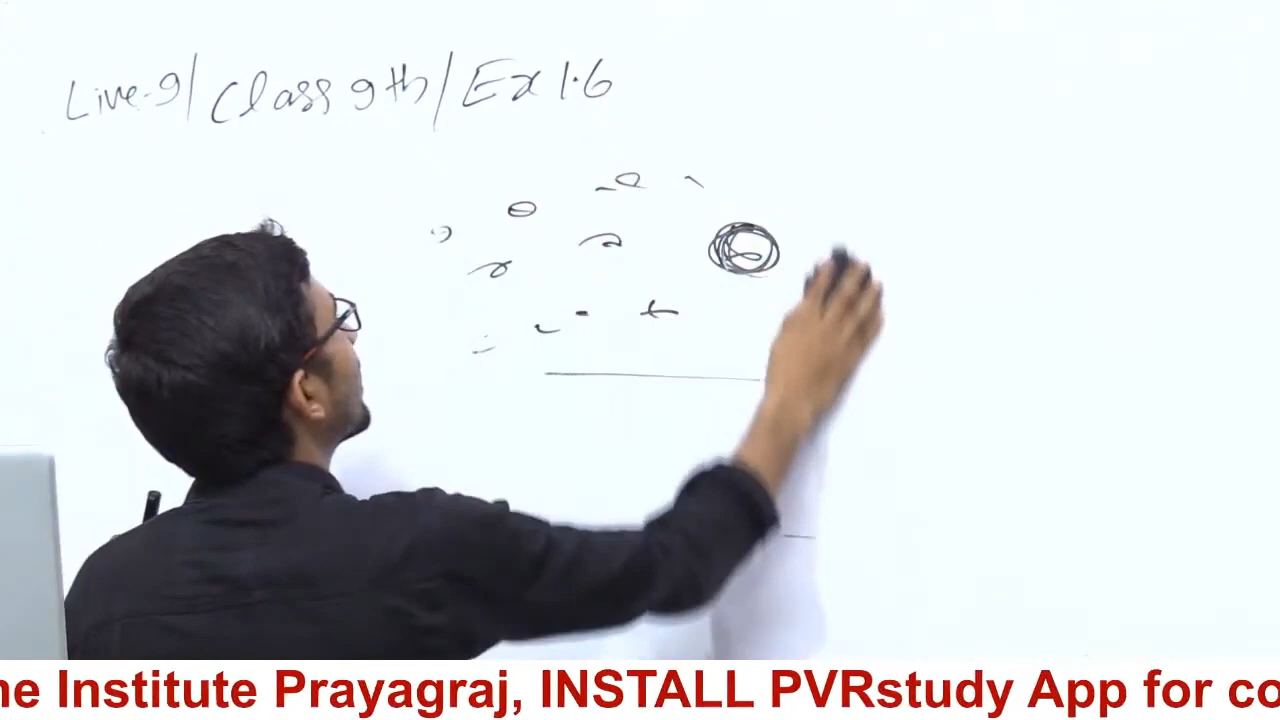 Live-9/Class 9th/Ex 1.6
ne Institute Prayagraj, INSTALL PVRstudy App for co